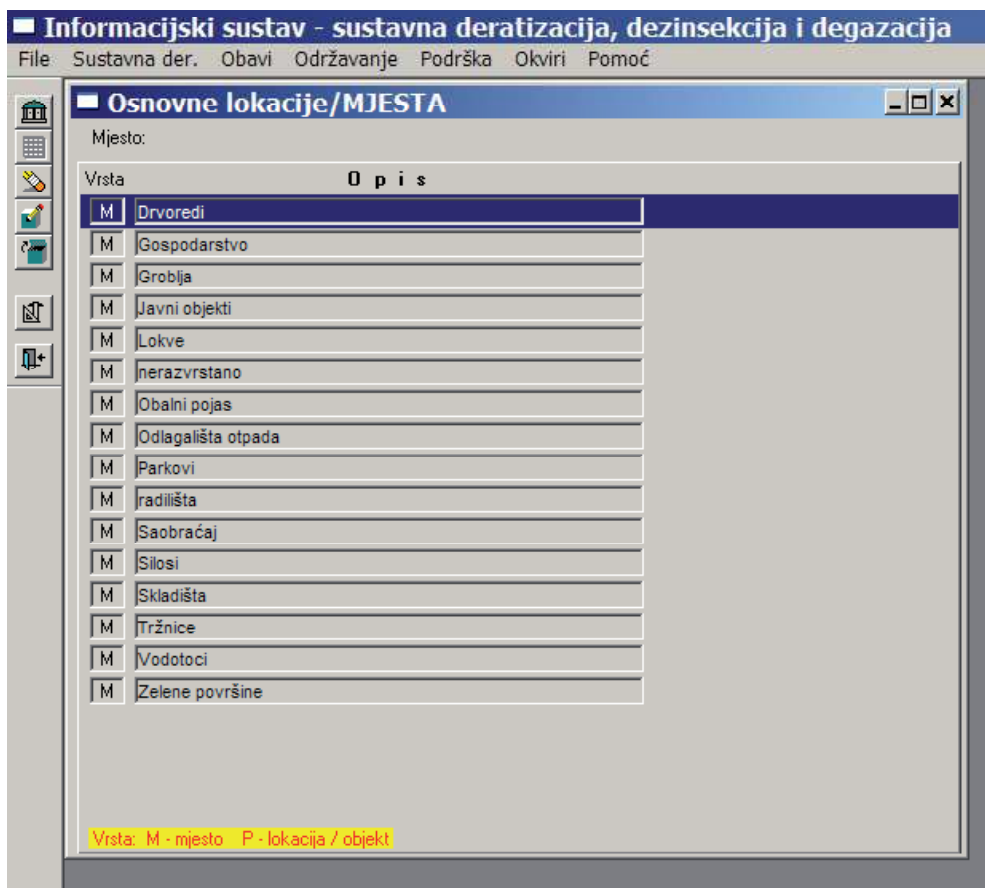 Informacijski sustav - sustavna deratizacija, dezinsekcija i degazacija
File Sustavna der. Obavi Održavanje Podrška Okviri Pomoć
Osnovne lokacije/MJESTA
Mjesto:
Vrsta O p i s
M Drvoredi
M Gospodarstvo
M Groblja
M Javni objekti
M Lokve
M nerazvrstano
M Obalni pojas
M Odlagališta otpada
M Parkovi
M radilišta
M Saobraćaj
M Silosi
M Skladišta
M Tržnice
M Vodotoci
M Zelene površine
Vrsta: M - mjesto P - lokacija / objekt